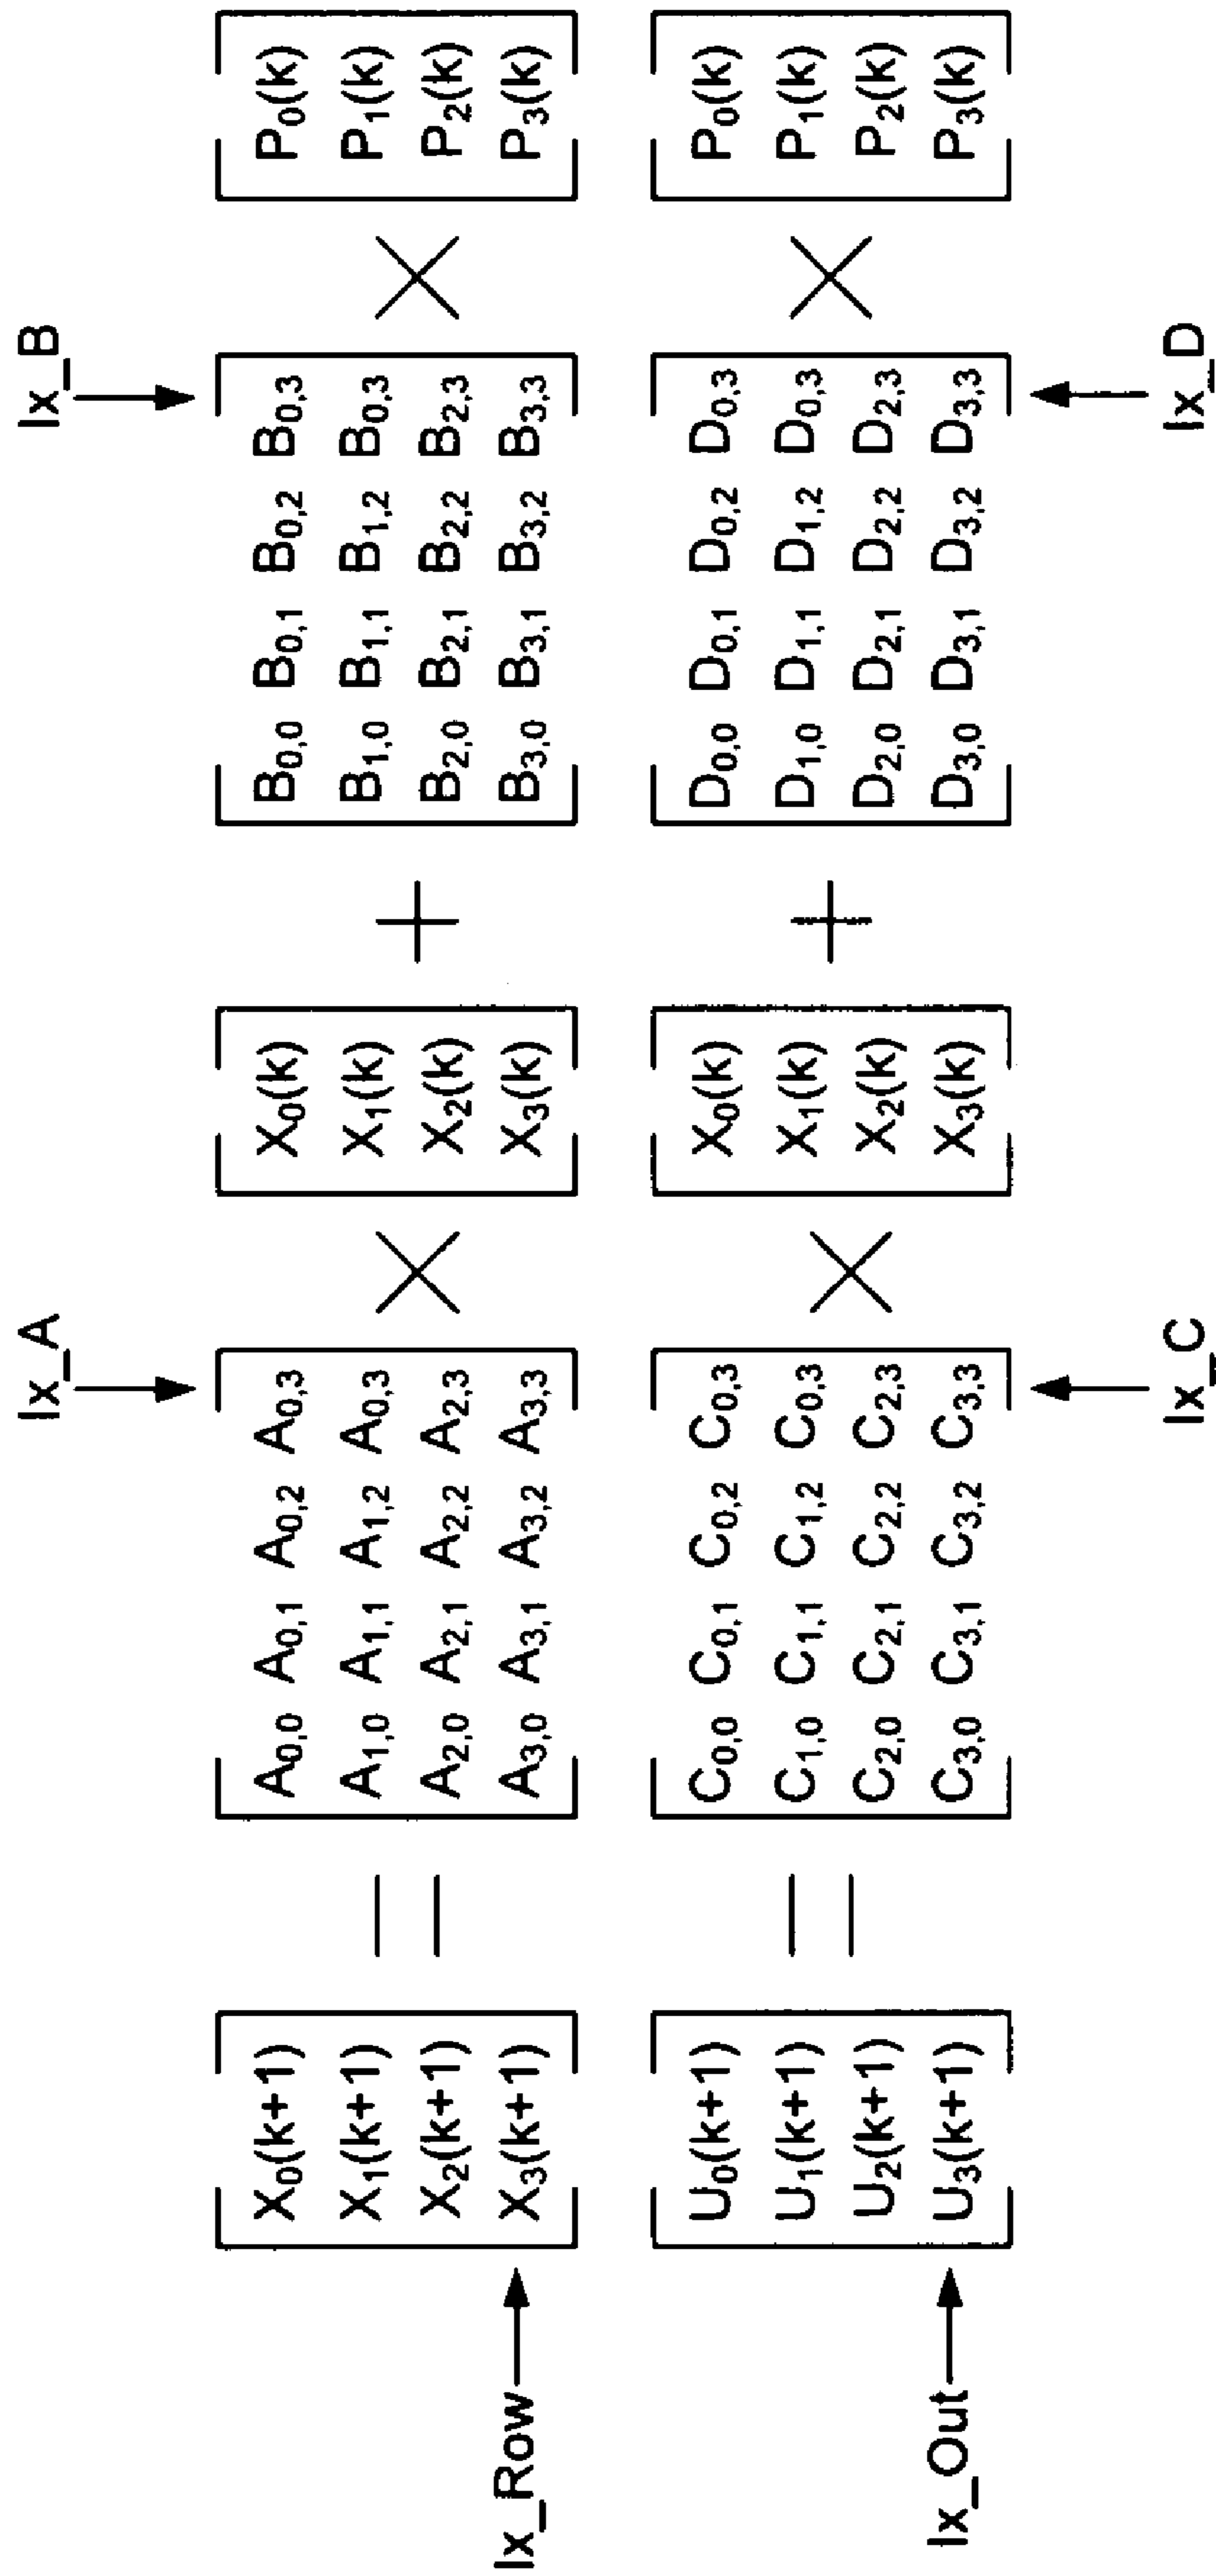 Ix_A Ix_B
X₀(k+1) A₀,₀ A₀,₁ A₀,₂ A₀,₃ X₀(k) B₀,₀ B₀,₁ B₀,₂ B₀,₃ P₀(k)
X₁(k+1) = A₁,₀ A₁,₁ A₁,₂ A₀,₃ × X₁(k) + B₁,₀ B₁,₁ B₁,₂ B₀,₃ × P₁(k)
X₂(k+1) A₂,₀ A₂,₁ A₂,₂ A₂,₃ X₂(k) B₂,₀ B₂,₁ B₂,₂ B₂,₃ P₂(k)
Ix_Row X₃(k+1) A₃,₀ A₃,₁ A₃,₂ A₃,₃ X₃(k) B₃,₀ B₃,₁ B₃,₂ B₃,₃ P₃(k)
U₀(k+1) C₀,₀ C₀,₁ C₀,₂ C₀,₃ X₀(k) D₀,₀ D₀,₁ D₀,₂ D₀,₃ P₀(k)
U₁(k+1) = C₁,₀ C₁,₁ C₁,₂ C₀,₃ × X₁(k) + D₁,₀ D₁,₁ D₁,₂ D₀,₃ × P₁(k)
U₂(k+1) C₂,₀ C₂,₁ C₂,₂ C₂,₃ X₂(k) D₂,₀ D₂,₁ D₂,₂ D₂,₃ P₂(k)
Ix_Out U₃(k+1) C₃,₀ C₃,₁ C₃,₂ C₃,₃ X₃(k) D₃,₀ D₃,₁ D₃,₂ D₃,₃ P₃(k)
Ix_C Ix_D